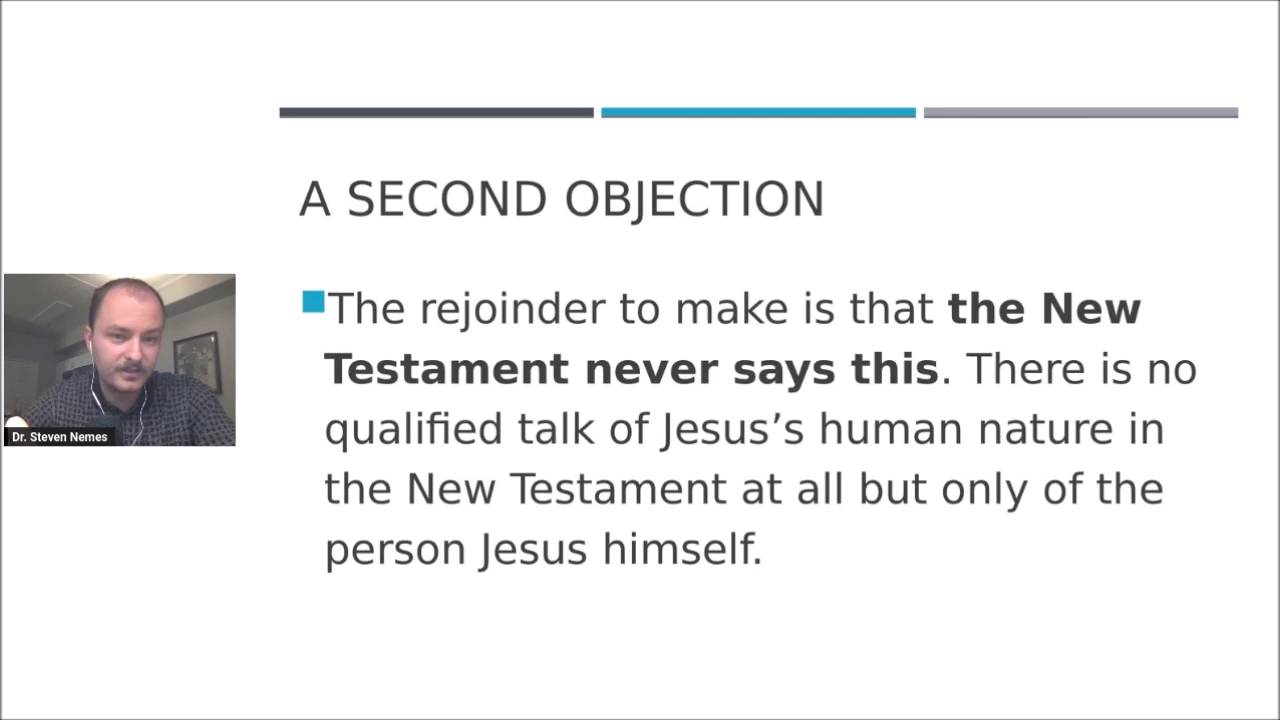 A SECOND OBJECTION
The rejoinder to make is that the New
Testament never says this. There is no
qualified talk of Jesus’s human nature in
the New Testament at all but only of the
person Jesus himself.
Dr. Steven Nemes